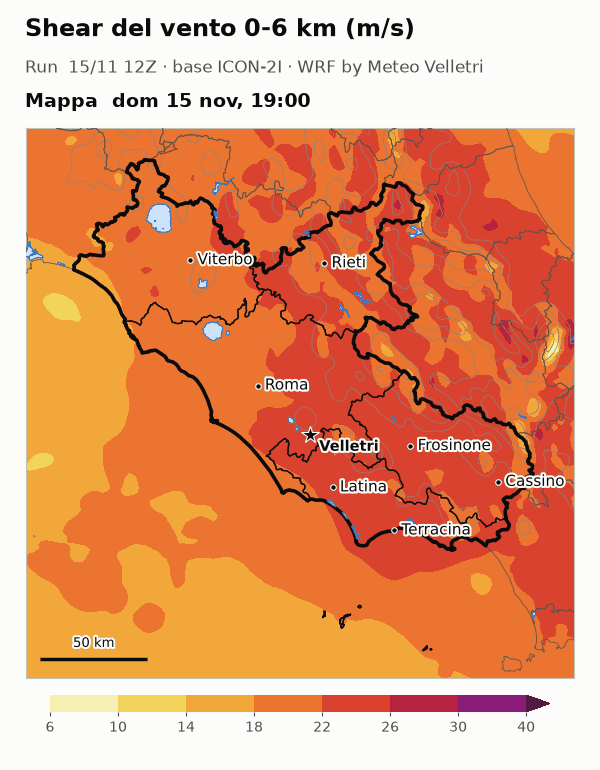 Shear del vento 0-6 km (m/s)
Run  15/11 12Z · base ICON-2I · WRF by Meteo Velletri
Mappa  dom 15 nov, 19:00
Viterbo
Rieti
Roma
Velletri
Frosinone
Latina
Cassino
Terracina
50 km
6 10 14 18 22 26 30 40